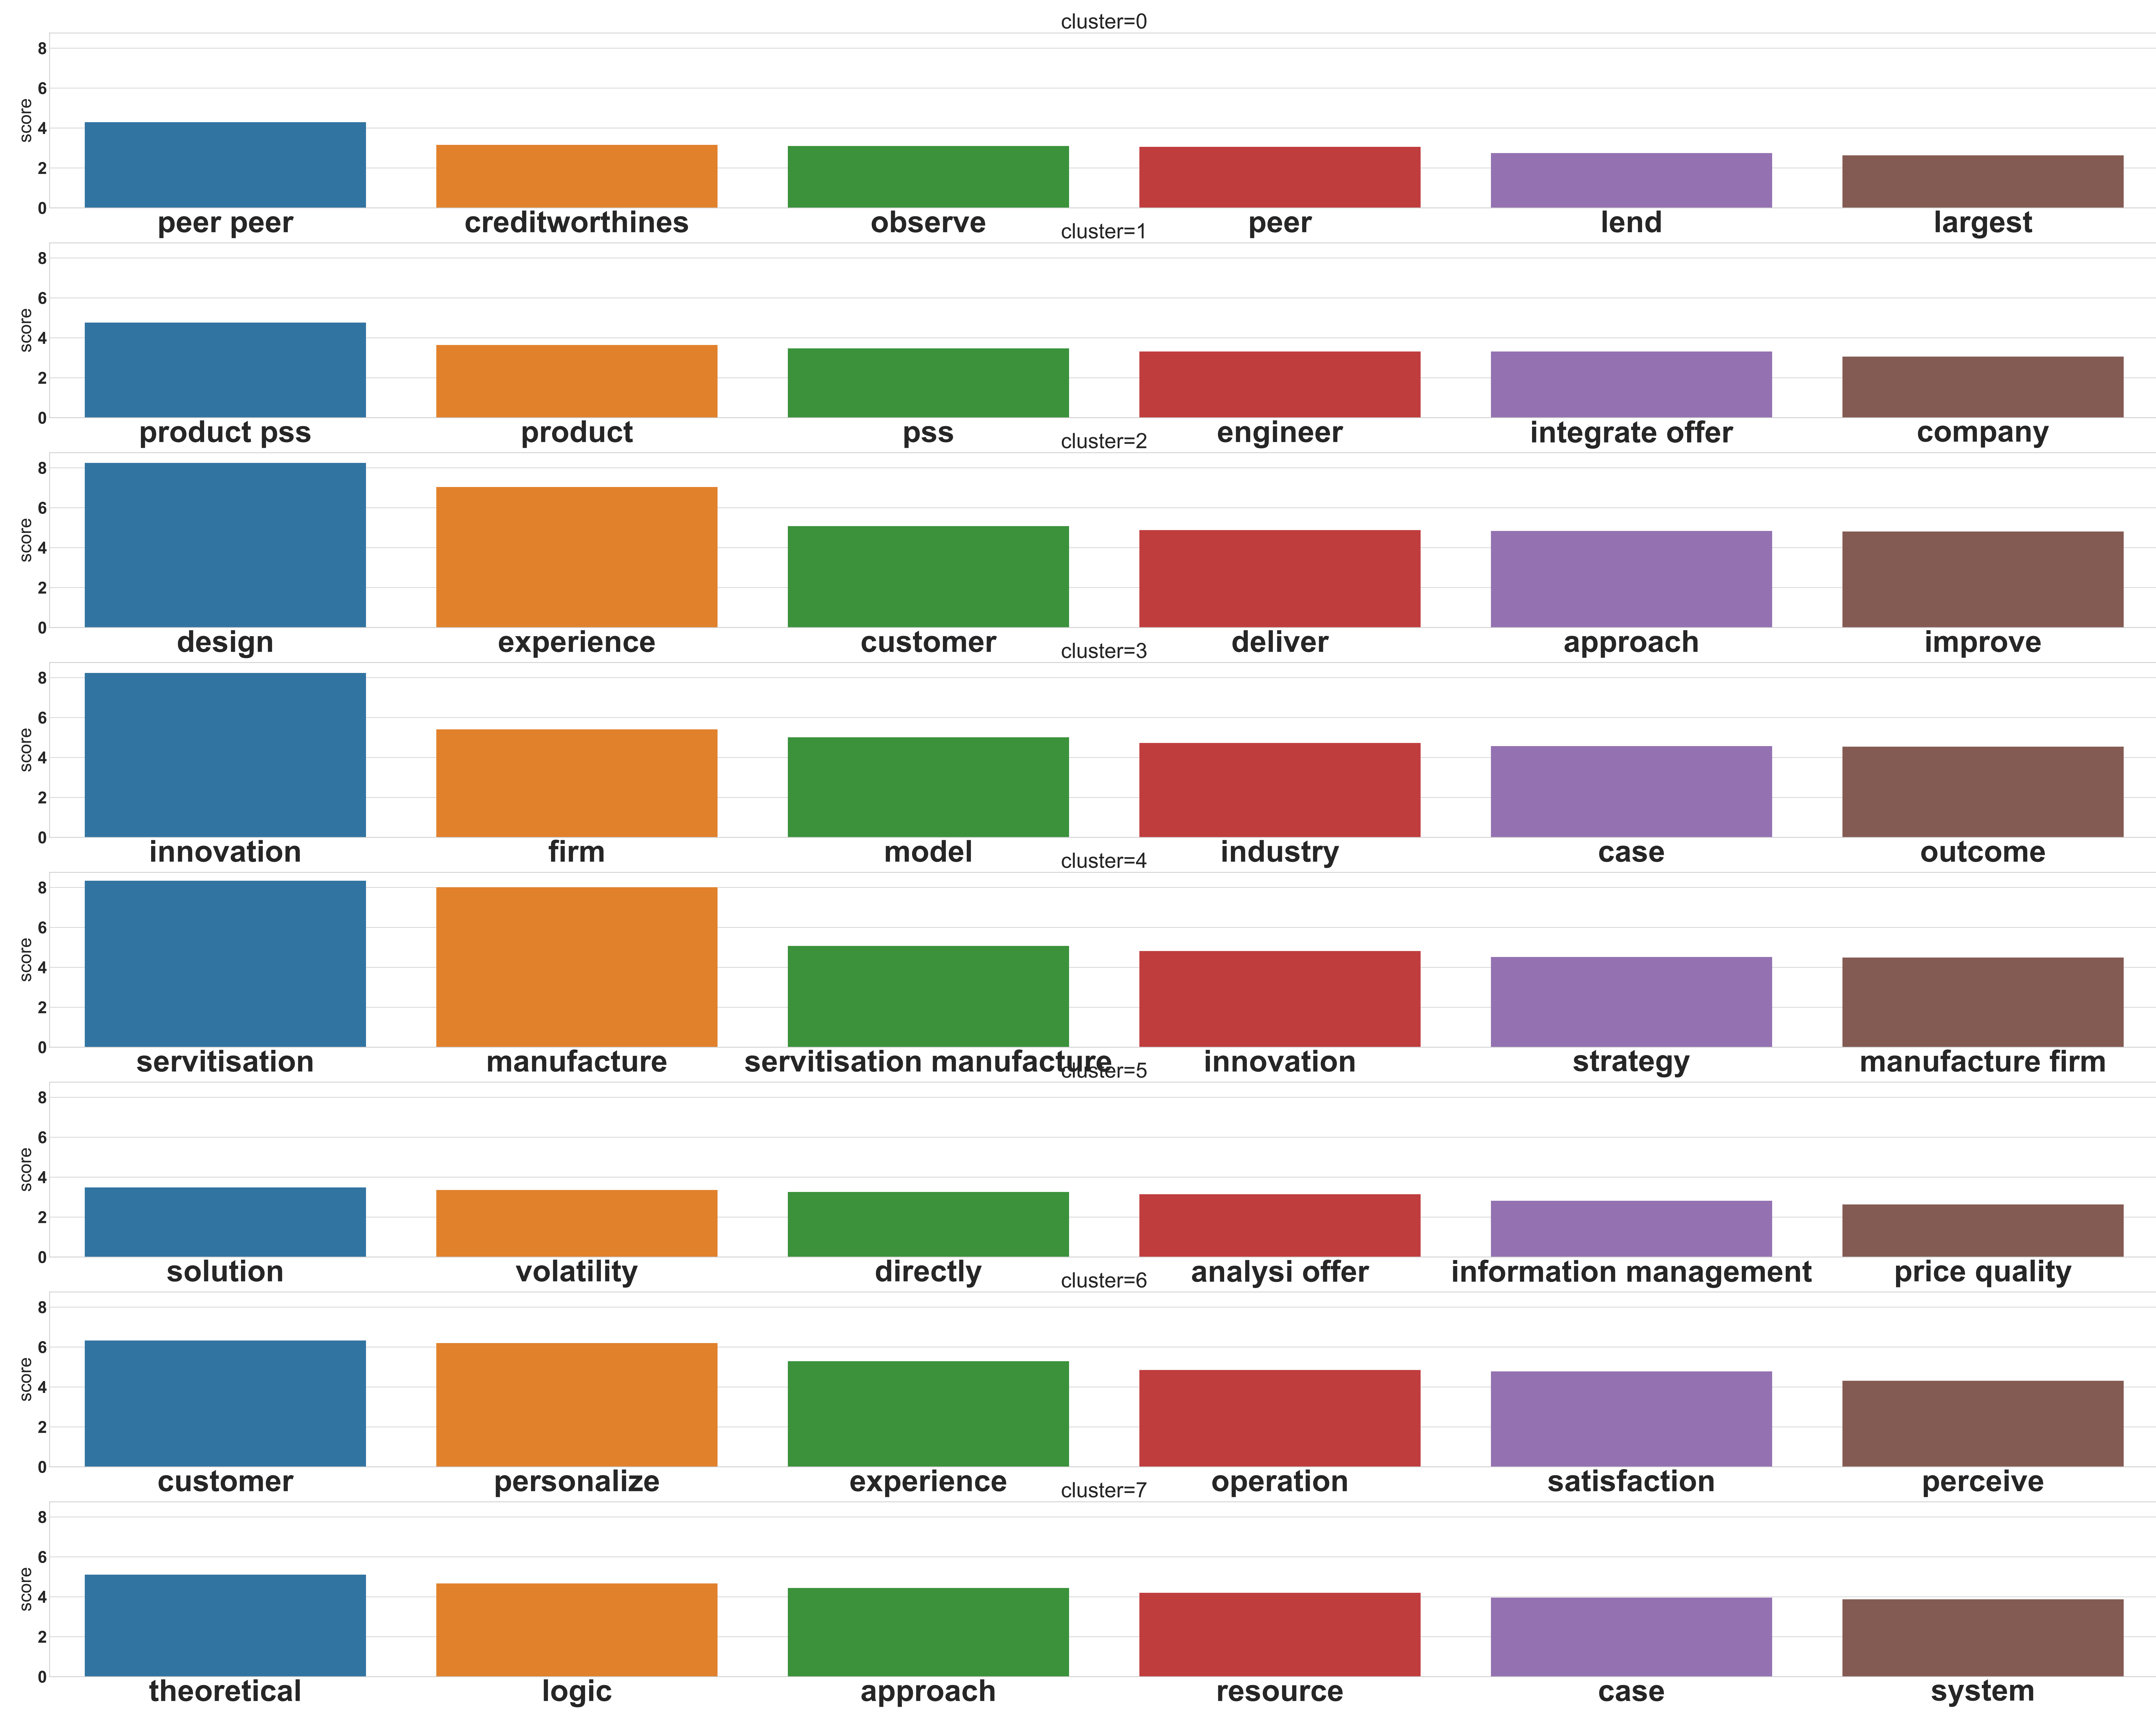 cluster=0
8
6
4
2
0
score
peer peer creditworthines observe peer lend largest
cluster=1
8
6
4
2
0
score
product pss product pss engineer integrate offer company
cluster=2
8
6
4
2
0
score
design experience customer deliver approach improve
cluster=3
8
6
4
2
0
score
innovation firm model industry case outcome
cluster=4
8
6
4
2
0
score
servitisation manufacture servitisation manufacture innovation strategy manufacture firm
cluster=5
8
6
4
2
0
score
solution volatility directly analysi offer information management price quality
cluster=6
8
6
4
2
0
score
customer personalize experience operation satisfaction perceive
cluster=7
8
6
4
2
0
score
theoretical logic approach resource case system